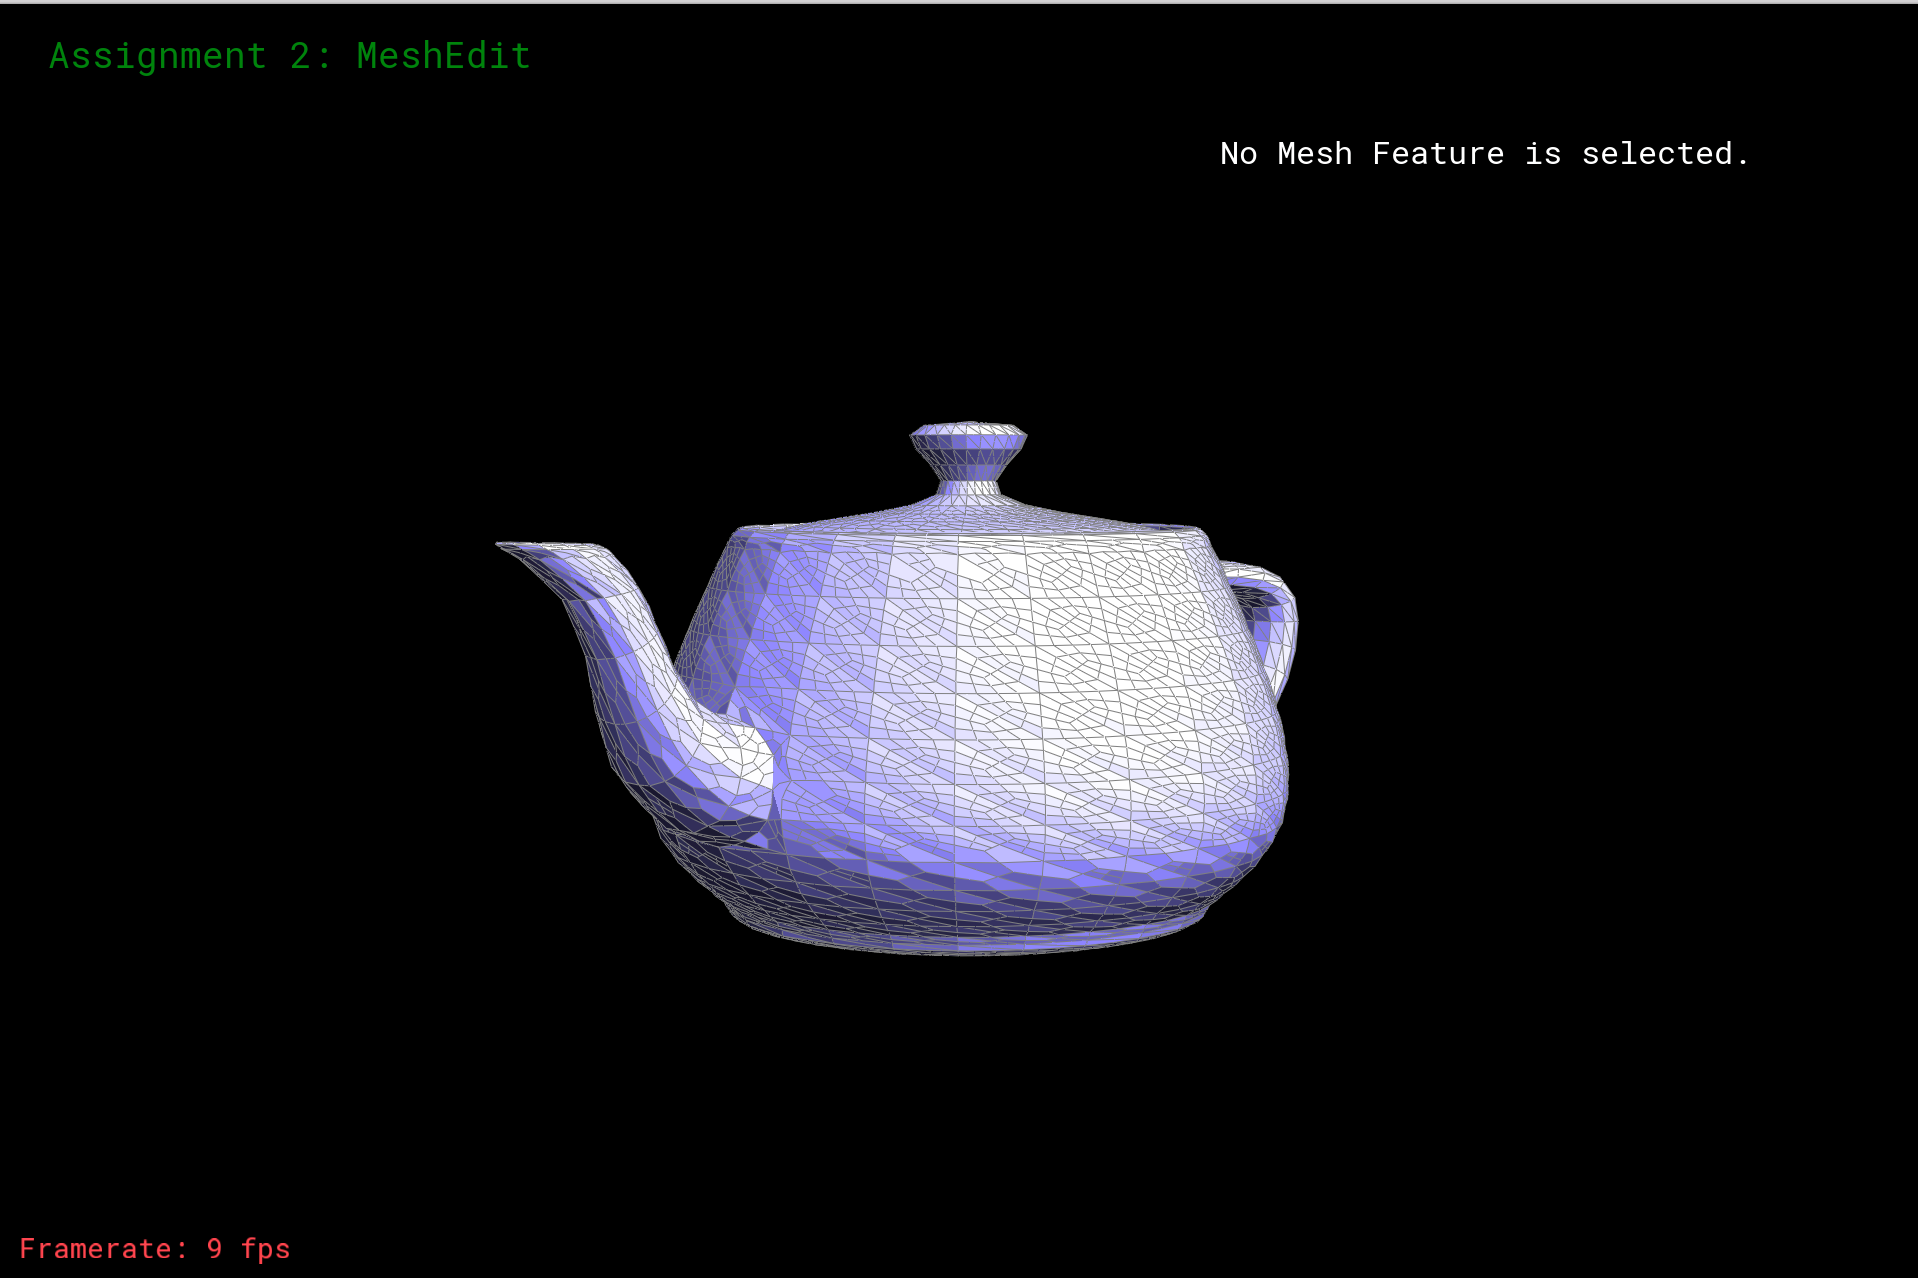 Assignment 2: MeshEdit
No Mesh Feature is selected.
Framerate: 9 fps